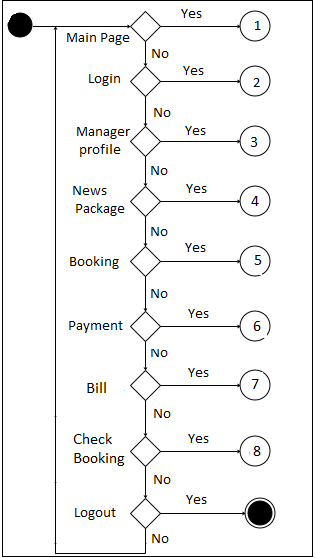 Yes
1
Main Page
No
Login
Yes
2
No
Manager
profile
Yes
3
No
News
Package
Yes
4
No
Booking
Yes
5
No
Payment
Yes
6
No
Bill
Yes
7
No
Check
Booking
Yes
8
No
Logout
Yes
No